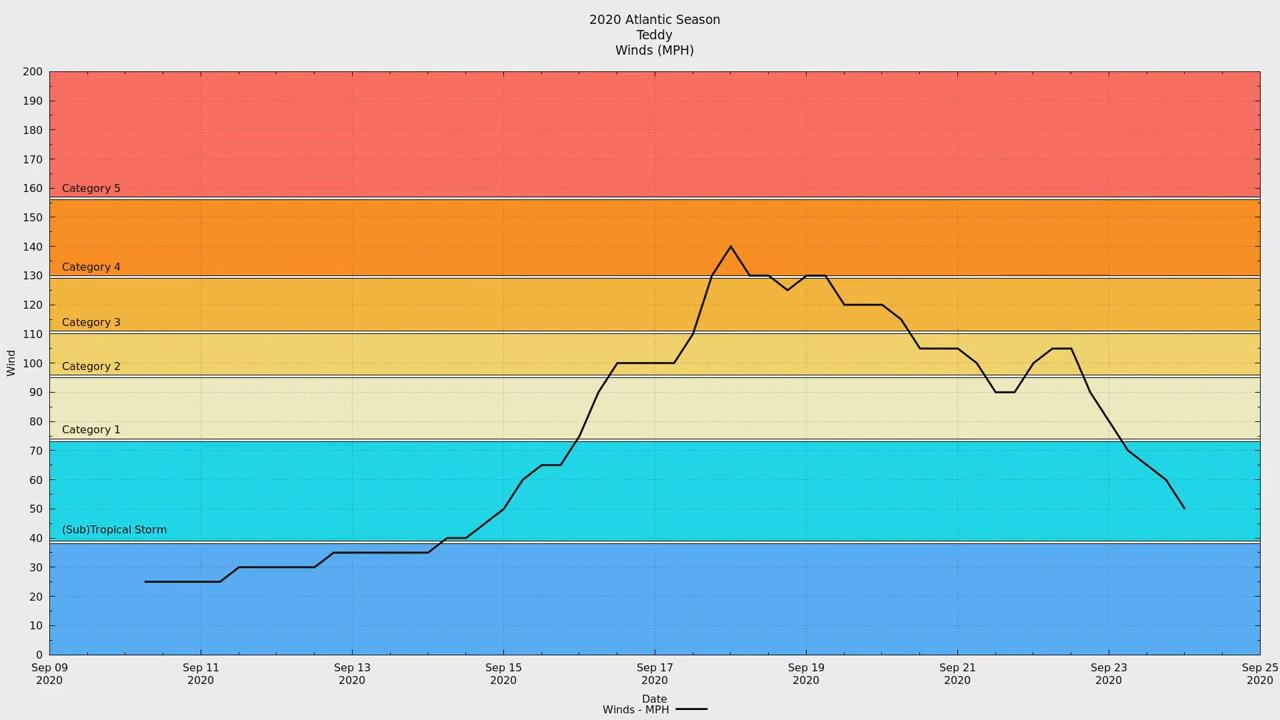 2020 Atlantic Season
Teddy
Winds (MPH)
200
190
180
170
160
Category 5
150
140
130
Category 4
120
Category 3
110
Wind
100
Category 2
90
80
Category 1
70
60
50
(Sub)Tropical Storm
40
30
20
10
0
Sep 09 Sep 11 Sep 13 Sep 15 Sep 17 Sep 19 Sep 21 Sep 23 Sep 25
2020 2020 2020 2020 2020 2020 2020 2020 2020
Date
Winds - MPH